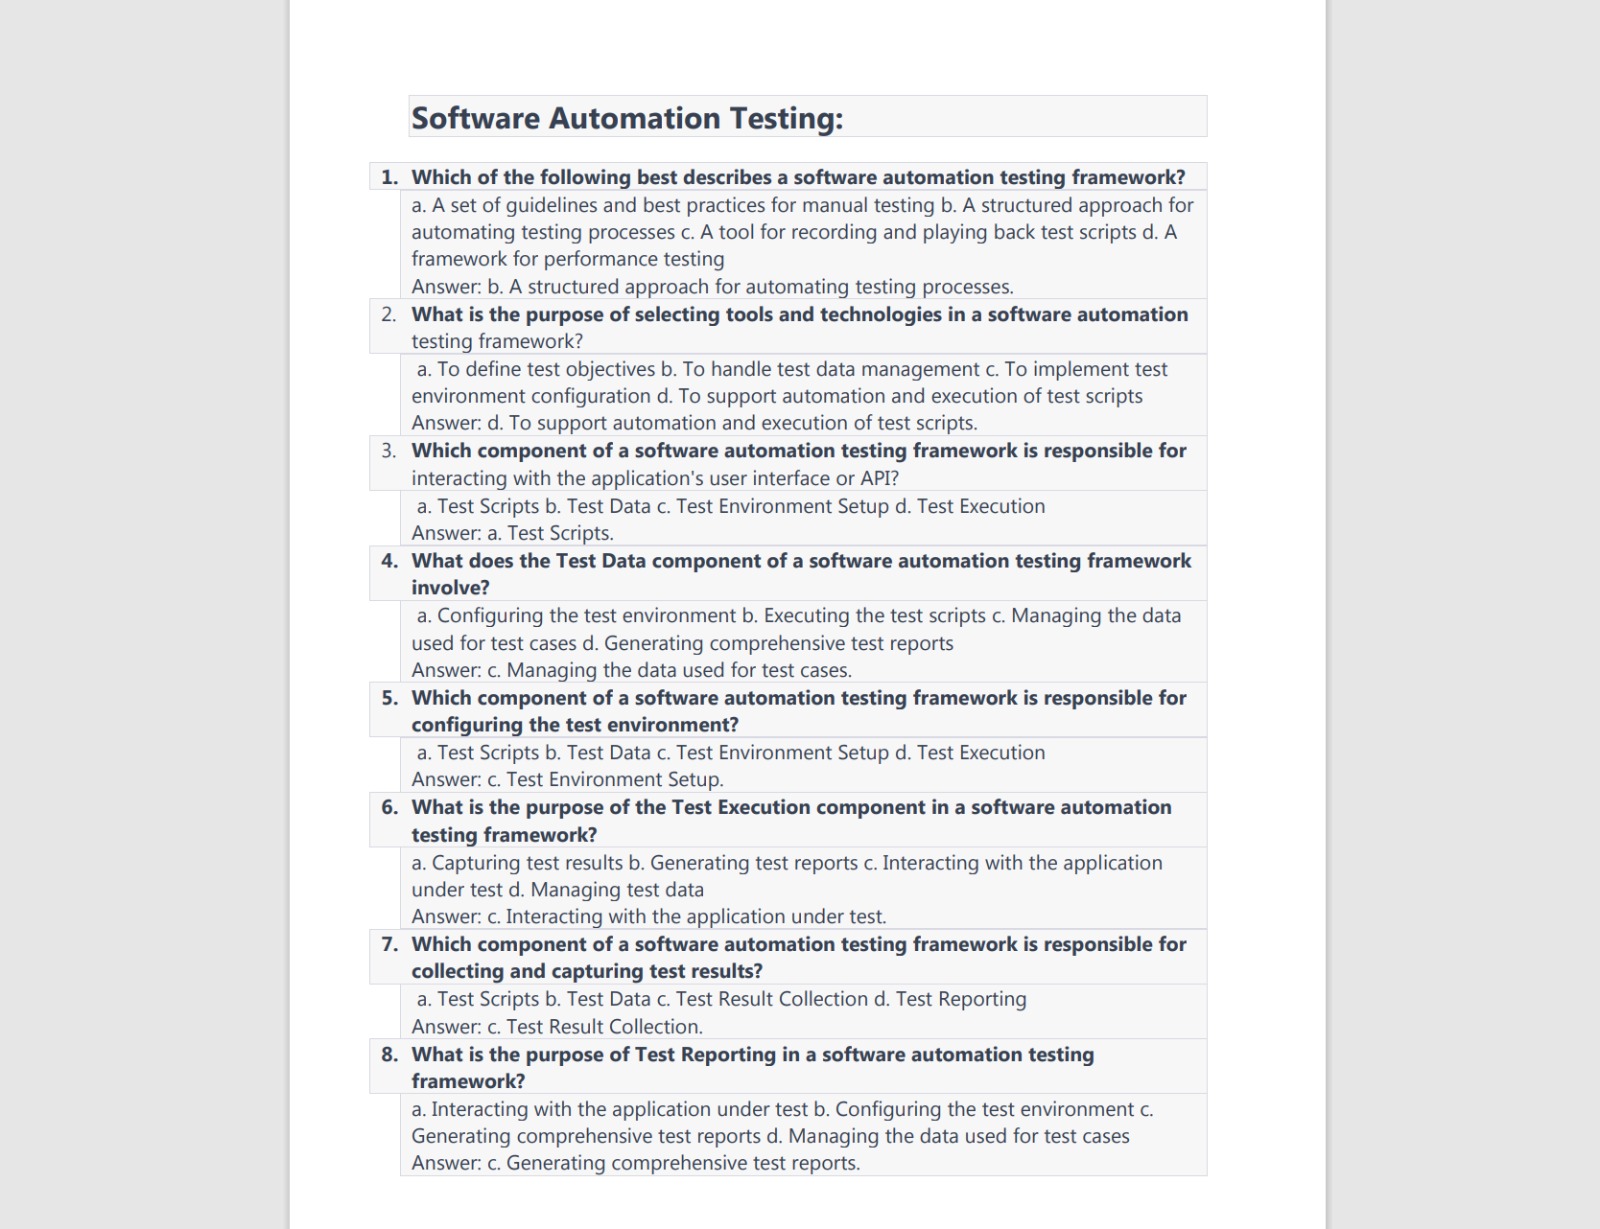 Software Automation Testing:
1. Which of the following best describes a software automation testing framework?
a. A set of guidelines and best practices for manual testing b. A structured approach for
automating testing processes c. A tool for recording and playing back test scripts d. A
framework for performance testing
Answer: b. A structured approach for automating testing processes.
2. What is the purpose of selecting tools and technologies in a software automation
testing framework?
a. To define test objectives b. To handle test data management c. To implement test
environment configuration d. To support automation and execution of test scripts
Answer: d. To support automation and execution of test scripts.
3. Which component of a software automation testing framework is responsible for
interacting with the application's user interface or API?
a. Test Scripts b. Test Data c. Test Environment Setup d. Test Execution
Answer: a. Test Scripts.
4. What does the Test Data component of a software automation testing framework
involve?
a. Configuring the test environment b. Executing the test scripts c. Managing the data
used for test cases d. Generating comprehensive test reports
Answer: c. Managing the data used for test cases.
5. Which component of a software automation testing framework is responsible for
configuring the test environment?
a. Test Scripts b. Test Data c. Test Environment Setup d. Test Execution
Answer: c. Test Environment Setup.
6. What is the purpose of the Test Execution component in a software automation
testing framework?
a. Capturing test results b. Generating test reports c. Interacting with the application
under test d. Managing test data
Answer: c. Interacting with the application under test.
7. Which component of a software automation testing framework is responsible for
collecting and capturing test results?
a. Test Scripts b. Test Data c. Test Result Collection d. Test Reporting
Answer: c. Test Result Collection.
8. What is the purpose of Test Reporting in a software automation testing
framework?
a. Interacting with the application under test b. Configuring the test environment c.
Generating comprehensive test reports d. Managing the data used for test cases
Answer: c. Generating comprehensive test reports.